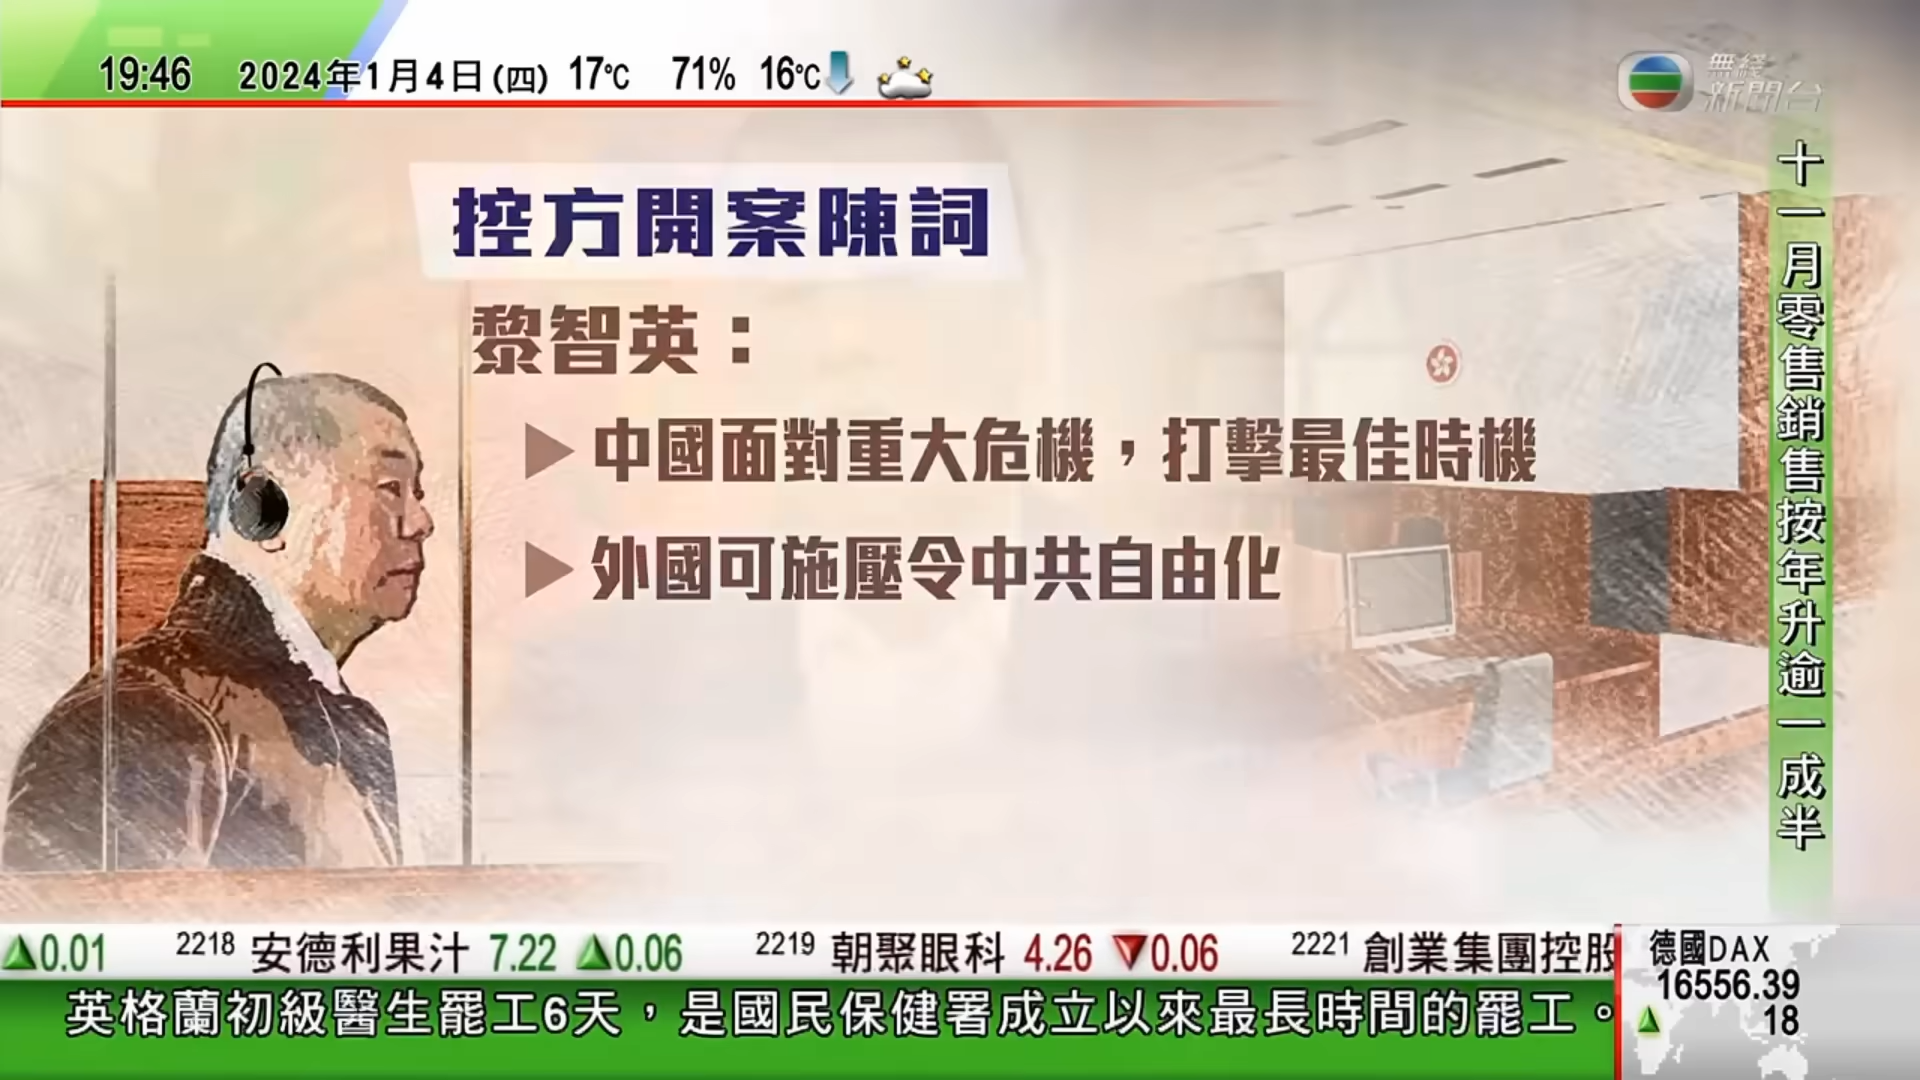 19:46 2024年1月4日(四) 17℃ 71% 16℃
無綫
新聞台
控方開案陳詞
黎智英：
中國面對重大危機，打擊最佳時機
外國可施壓令中共自由化
十一月零售銷售按年升逾一成半
0.01 2218 安德利果汁 7.22 0.06 2219 朝聚眼科 4.26 0.06 2221 創業集團控股
英格蘭初級醫生罷工6天，是國民保健署成立以來最長時間的罷工。
德國DAX
16556.39
18